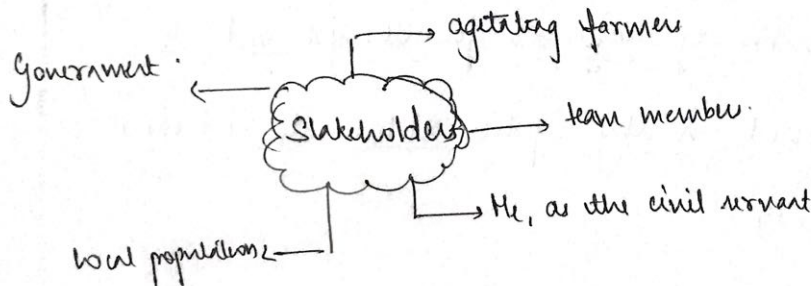 agitating farmers
Government
Stakeholders
team member.
Me, as the civil servant
local population